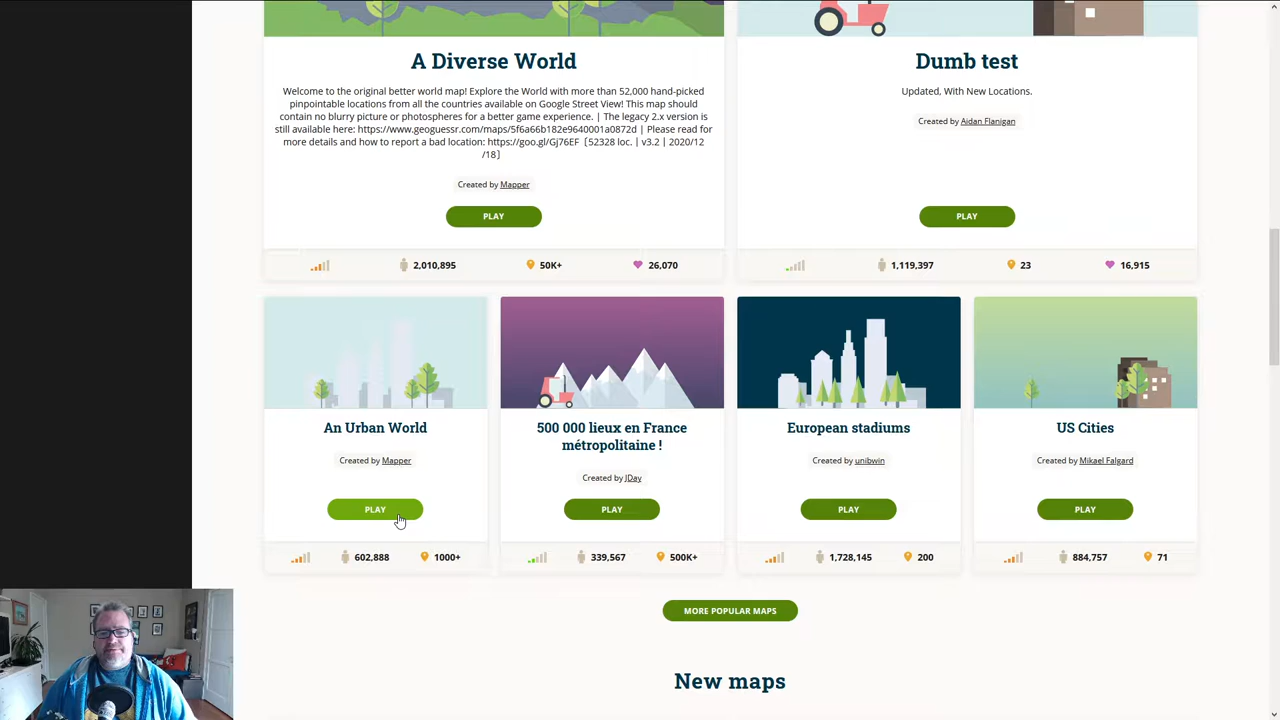 A Diverse World
Welcome to the original better world map! Explore the World with more than 52,000 hand-picked
pinpointable locations from all the countries available on Google Street View! This map should
contain no blurry picture or photospheres for a better game experience. | The legacy 2.x version is
still available here: https://www.geoguessr.com/maps/5f6a66b182e9640001a0872d | Please read for
more details and how to report a bad location: https://goo.gl/Gj76EF [52328 loc. | v3.2 | 2020/12
/18]
Created by Mapper
PLAY
2,010,895
50K+
26,070
Dumb test
Updated, With New Locations.
Created by Aidan Flanigan
PLAY
1,119,397
23
16,915
An Urban World
Created by Mapper
PLAY
602,888
1000+
500 000 lieux en France
métropolitaine !
Created by JDay
PLAY
339,567
500K+
European stadiums
Created by unibwin
PLAY
1,728,145
200
US Cities
Created by Mikael Falgard
PLAY
884,757
71
MORE POPULAR MAPS
New maps